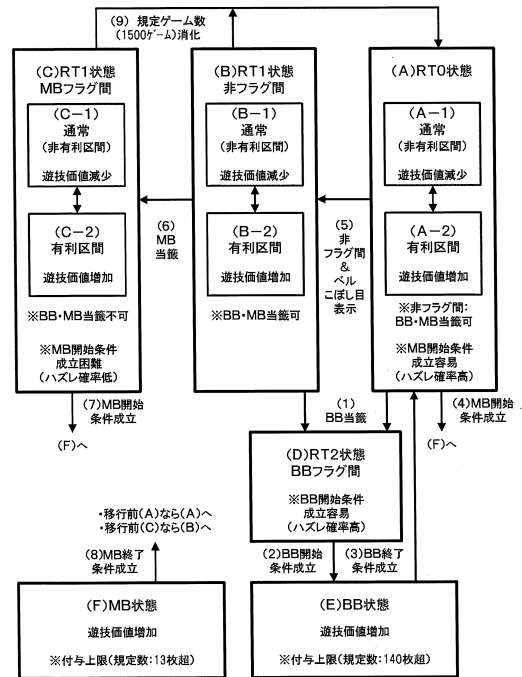 (9) 規定ゲーム数
(1500ｹﾞｰﾑ)消化
(C)RT1状態
MBフラグ間
(C－1)
通常
(非有利区間)
遊技価値減少
(C－2)
有利区間
遊技価値増加
※BB・MB当籤不可
※MB開始条件
成立困難
(ハズレ確率低)
(6)
MB
当籤
(B)RT1状態
非フラグ間
(B－1)
通常
(非有利区間)
遊技価値減少
(B－2)
有利区間
遊技価値増加
※BB・MB当籤可
(5)
非
フラグ間
&
ベル
こぼし目
表示
(A)RT0状態
(A－1)
通常
(非有利区間)
遊技価値減少
(A－2)
有利区間
遊技価値増加
※非フラグ間:
BB・MB当籤可
※MB開始条件
成立容易
(ハズレ確率高)
(7)MB開始
条件成立
(F)へ
(1)
BB当籤
(4)MB開始
条件成立
(F)へ
(D)RT2状態
BBフラグ間
※BB開始条件
成立容易
(ハズレ確率高)
・移行前(A)なら(A)へ
・移行前(C)なら(B)へ
(8)MB終了
条件成立
(2)BB開始
条件成立
(3)BB終了
条件成立
(F)MB状態
遊技価値増加
※付与上限(規定数:13枚超)
(E)BB状態
遊技価値増加
※付与上限(規定数:140枚超)